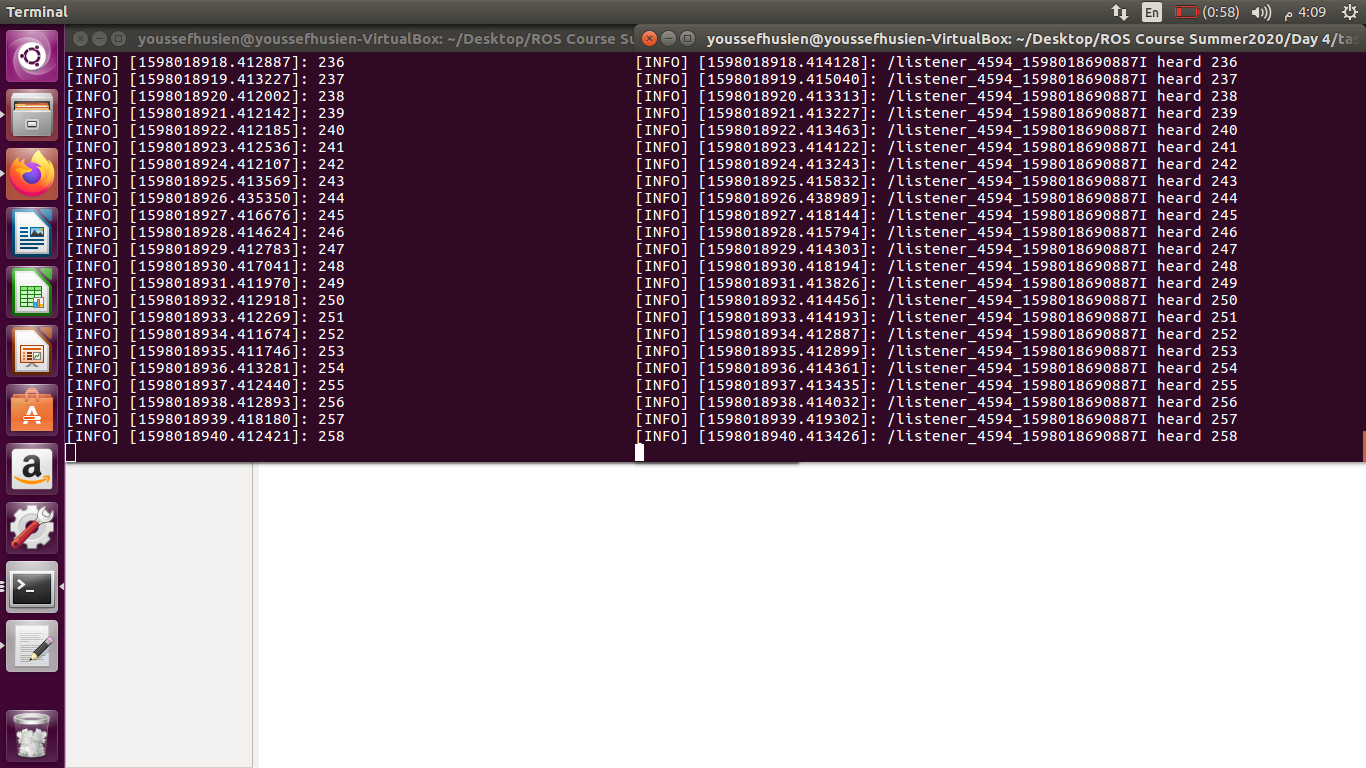 Terminal
En
(0:58)
4:09 م
youssefhusien@youssefhusien-VirtualBox: ~/Desktop/ROS Course Su
[INFO] [1598018918.412887]: 236
[INFO] [1598018919.413227]: 237
[INFO] [1598018920.412002]: 238
[INFO] [1598018921.412142]: 239
[INFO] [1598018922.412185]: 240
[INFO] [1598018923.412536]: 241
[INFO] [1598018924.412107]: 242
[INFO] [1598018925.413569]: 243
[INFO] [1598018926.435350]: 244
[INFO] [1598018927.416676]: 245
[INFO] [1598018928.414624]: 246
[INFO] [1598018929.412783]: 247
[INFO] [1598018930.417041]: 248
[INFO] [1598018931.411970]: 249
[INFO] [1598018932.412918]: 250
[INFO] [1598018933.412269]: 251
[INFO] [1598018934.411674]: 252
[INFO] [1598018935.411746]: 253
[INFO] [1598018936.413281]: 254
[INFO] [1598018937.412440]: 255
[INFO] [1598018938.412893]: 256
[INFO] [1598018939.418180]: 257
[INFO] [1598018940.412421]: 258
youssefhusien@youssefhusien-VirtualBox: ~/Desktop/ROS Course Summer2020/Day 4/tas
[INFO] [1598018918.414128]: /listener_4594_1598018690887I heard 236
[INFO] [1598018919.415040]: /listener_4594_1598018690887I heard 237
[INFO] [1598018920.413313]: /listener_4594_1598018690887I heard 238
[INFO] [1598018921.413227]: /listener_4594_1598018690887I heard 239
[INFO] [1598018922.413463]: /listener_4594_1598018690887I heard 240
[INFO] [1598018923.414122]: /listener_4594_1598018690887I heard 241
[INFO] [1598018924.413243]: /listener_4594_1598018690887I heard 242
[INFO] [1598018925.415832]: /listener_4594_1598018690887I heard 243
[INFO] [1598018926.438989]: /listener_4594_1598018690887I heard 244
[INFO] [1598018927.418144]: /listener_4594_1598018690887I heard 245
[INFO] [1598018928.415794]: /listener_4594_1598018690887I heard 246
[INFO] [1598018929.414303]: /listener_4594_1598018690887I heard 247
[INFO] [1598018930.418194]: /listener_4594_1598018690887I heard 248
[INFO] [1598018931.413826]: /listener_4594_1598018690887I heard 249
[INFO] [1598018932.414456]: /listener_4594_1598018690887I heard 250
[INFO] [1598018933.414193]: /listener_4594_1598018690887I heard 251
[INFO] [1598018934.412887]: /listener_4594_1598018690887I heard 252
[INFO] [1598018935.412899]: /listener_4594_1598018690887I heard 253
[INFO] [1598018936.414361]: /listener_4594_1598018690887I heard 254
[INFO] [1598018937.413435]: /listener_4594_1598018690887I heard 255
[INFO] [1598018938.414032]: /listener_4594_1598018690887I heard 256
[INFO] [1598018939.419302]: /listener_4594_1598018690887I heard 257
[INFO] [1598018940.413426]: /listener_4594_1598018690887I heard 258